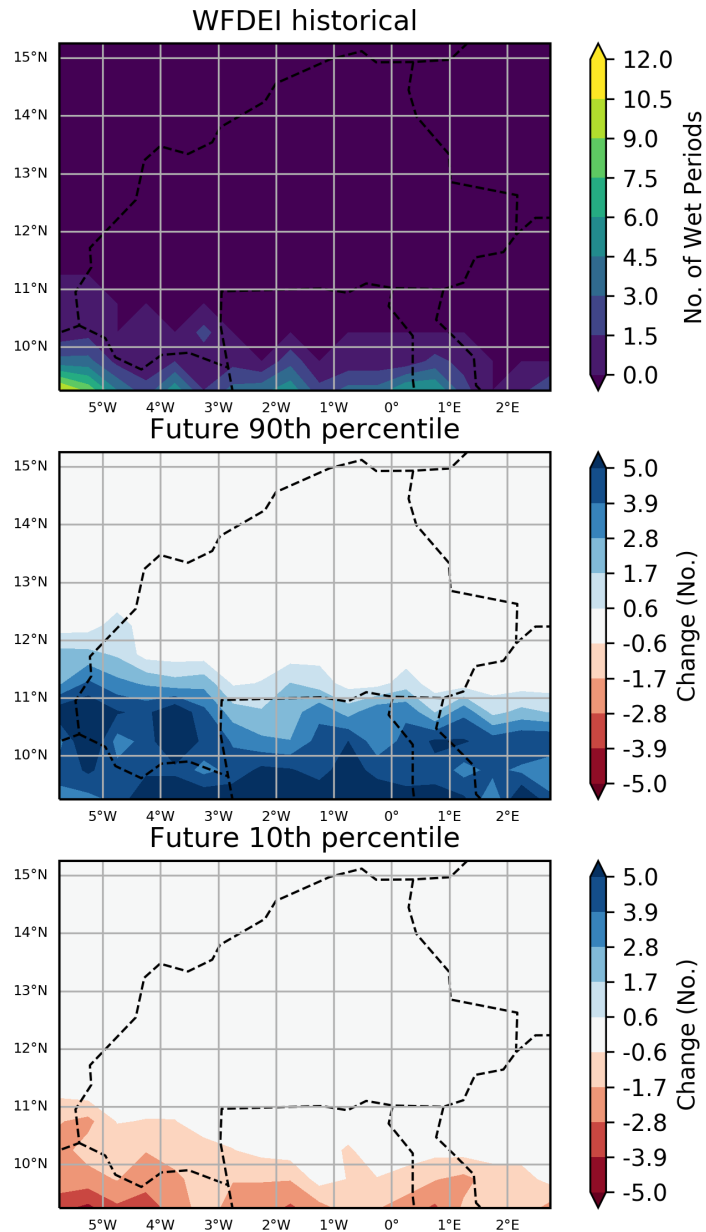 WFDEI historical
15°N
14°N
13°N
12°N
11°N
10°N
5°W 4°W 3°W 2°W 1°W 0° 1°E 2°E
12.0
10.5
9.0
7.5
6.0
4.5
3.0
1.5
0.0
No. of Wet Periods
Future 90th percentile
15°N
14°N
13°N
12°N
11°N
10°N
5°W 4°W 3°W 2°W 1°W 0° 1°E 2°E
5.0
3.9
2.8
1.7
0.6
-0.6
-1.7
-2.8
-3.9
-5.0
Change (No.)
Future 10th percentile
15°N
14°N
13°N
12°N
11°N
10°N
5°W 4°W 3°W 2°W 1°W 0° 1°E 2°E
5.0
3.9
2.8
1.7
0.6
-0.6
-1.7
-2.8
-3.9
-5.0
Change (No.)